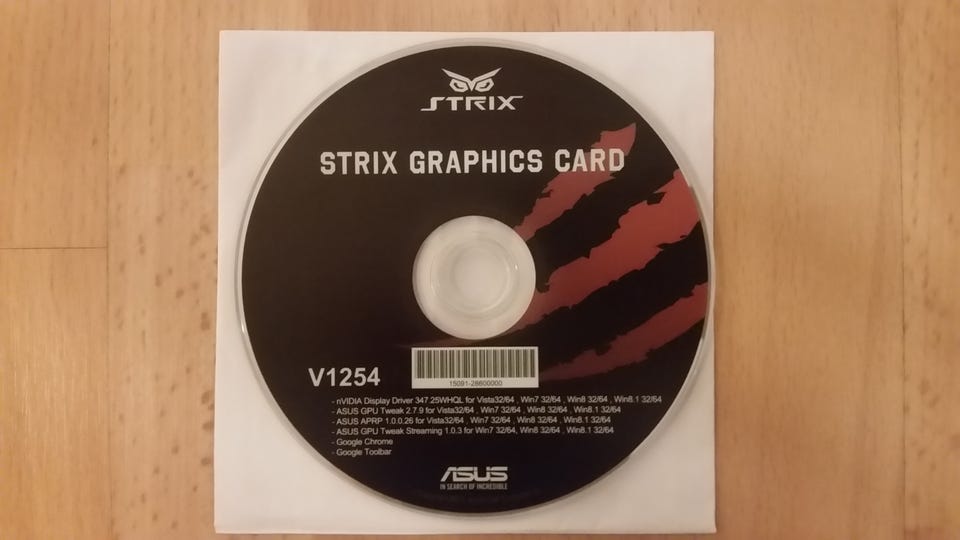 STRIX
STRIX GRAPHICS CARD
V1254
15091-28600000
- nVIDIA Display Driver 347.25WHQL for Vista32/64 , Win7 32/64 , Win8 32/64 , Win8.1 32/64
- ASUS GPU Tweak 2.7.9 for Vista32/64 , Win7 32/64 , Win8 32/64 , Win8.1 32/64
- ASUS APRP 1.0.0.26 for Vista32/64 , Win7 32/64 , Win8 32/64 , Win8.1 32/64
- ASUS GPU Tweak Streaming 1.0.3 for Win7 32/64, Win8 32/64 , Win8.1 32/64
- Google Chrome
- Google Toolbar
ASUS
IN SEARCH OF INCREDIBLE